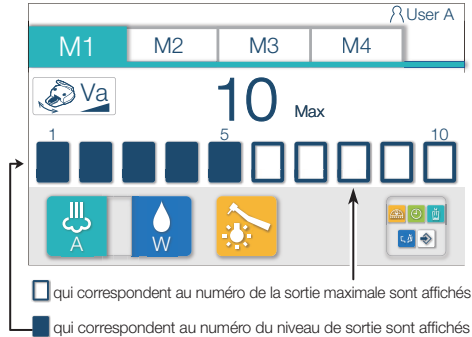 User A
M1 M2 M3 M4
Va 10 Max
1 5 10
A W
qui correspondent au numéro de la sortie maximale sont affichés
qui correspondent au numéro du niveau de sortie sont affichés